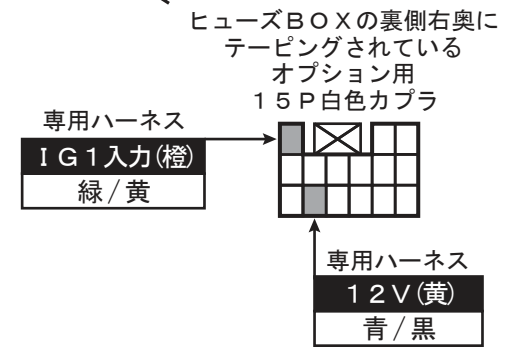 ヒューズＢＯＸの裏側右奥に
テーピングされている
オプション用
１５Ｐ白色カプラ
専用ハーネス
ＩＧ１入力(橙)
緑/黄
専用ハーネス
１２Ｖ(黄)
青/黒